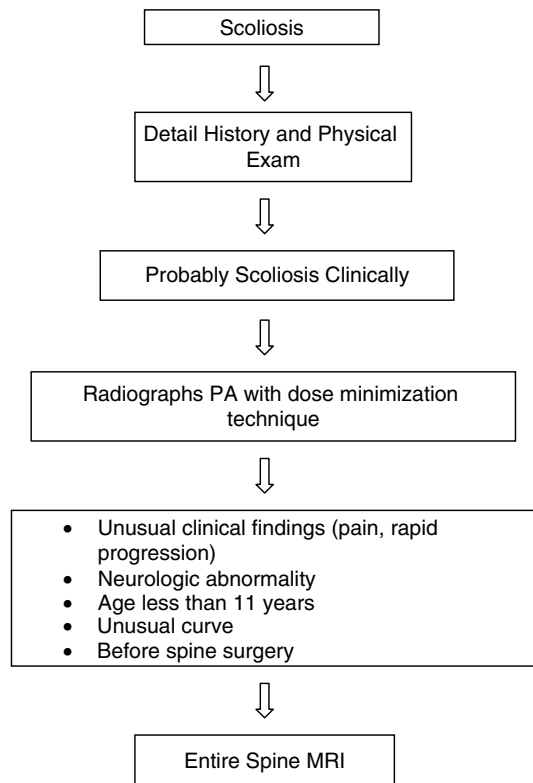 Scoliosis
Detail History and Physical
Exam
Probably Scoliosis Clinically
Radiographs PA with dose minimization
technique
• Unusual clinical findings (pain, rapid
progression)
• Neurologic abnormality
• Age less than 11 years
• Unusual curve
• Before spine surgery
Entire Spine MRI